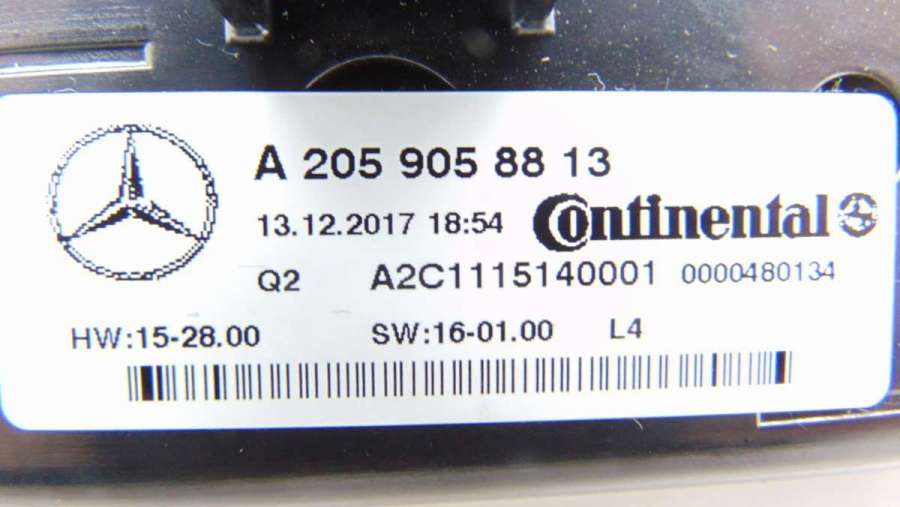 A 205 905 88 13
13.12.2017 18:54 Continental
Q2 A2C1115140001 0000480134
HW:15-28.00 SW:16-01.00 L4